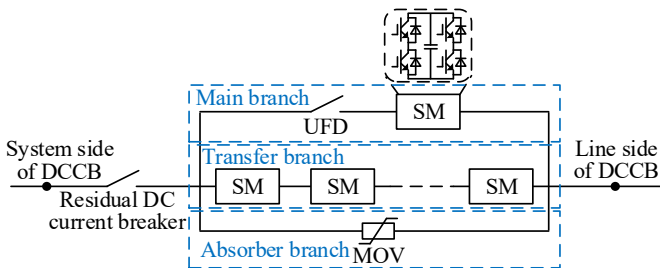 Main branch
SM
UFD
System side
of DCCB
Transfer branch
Line side
of DCCB
SM
SM
SM
Residual DC
current breaker
Absorber branch
MOV